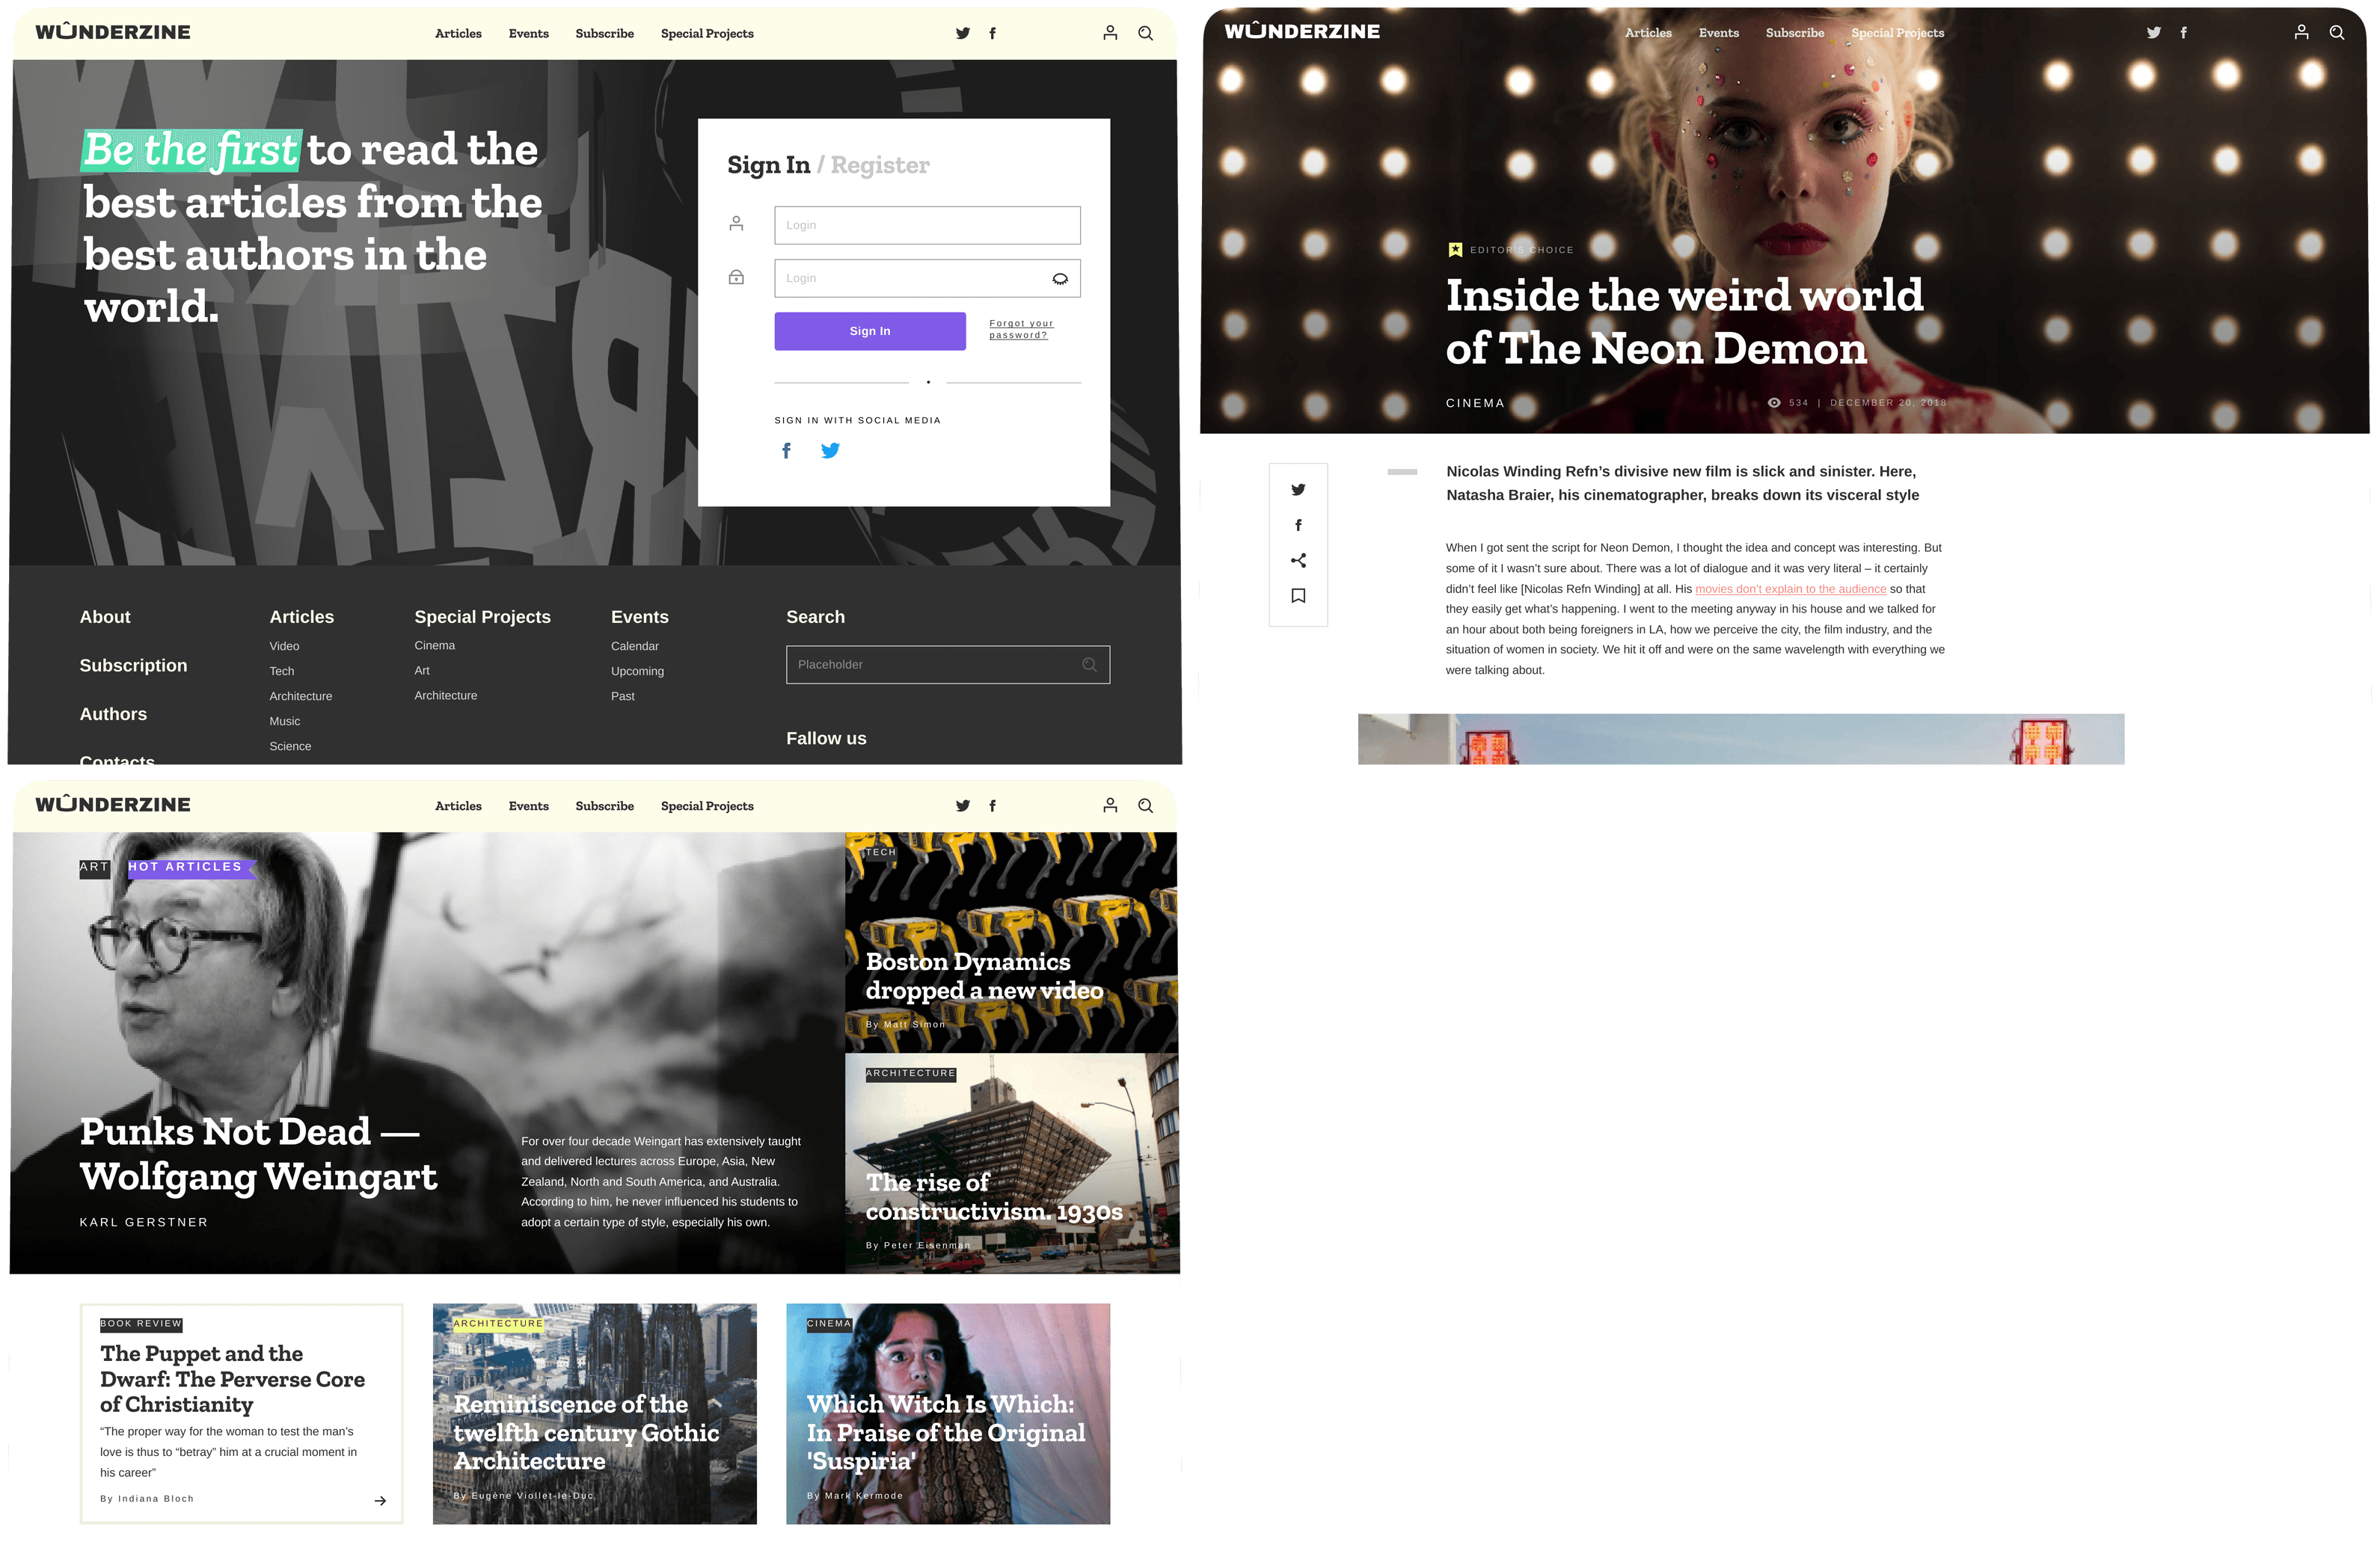 WÛNDERZINE
Articles Events Subscribe Special Projects
Be the first to read the
best articles from the
best authors in the
world.
Sign In / Register
Login
Login
Sign In
Forgot your
password?
SIGN IN WITH SOCIAL MEDIA
About
Subscription
Authors
Contacts
Articles
Video
Tech
Architecture
Music
Science
Special Projects
Cinema
Art
Architecture
Events
Calendar
Upcoming
Past
Search
Placeholder
Fallow us
WÛNDERZINE
Articles Events Subscribe Special Projects
EDITOR'S CHOICE
Inside the weird world
of The Neon Demon
CINEMA
534 | DECEMBER 20, 2018
Nicolas Winding Refn’s divisive new film is slick and sinister. Here,
Natasha Braier, his cinematographer, breaks down its visceral style
When I got sent the script for Neon Demon, I thought the idea and concept was interesting. But
some of it I wasn’t sure about. There was a lot of dialogue and it was very literal – it certainly
didn’t feel like [Nicolas Refn Winding] at all. His movies don’t explain to the audience so that
they easily get what’s happening. I went to the meeting anyway in his house and we talked for
an hour about both being foreigners in LA, how we perceive the city, the film industry, and the
situation of women in society. We hit it off and were on the same wavelength with everything we
were talking about.
WÛNDERZINE
Articles Events Subscribe Special Projects
ART HOT ARTICLES
Punks Not Dead —
Wolfgang Weingart
KARL GERSTNER
For over four decade Weingart has extensively taught
and delivered lectures across Europe, Asia, New
Zealand, North and South America, and Australia.
According to him, he never influenced his students to
adopt a certain type of style, especially his own.
TECH
Boston Dynamics
dropped a new video
By Matt Simon
ARCHITECTURE
The rise of
constructivism. 1930s
By Peter Eisenman
BOOK REVIEW
The Puppet and the
Dwarf: The Perverse Core
of Christianity
“The proper way for the woman to test the man’s
love is thus to “betray” him at a crucial moment in
his career”
By Indiana Bloch
ARCHITECTURE
Reminiscence of the
twelfth century Gothic
Architecture
By Eugène Viollet-le-Duc
CINEMA
Which Witch Is Which:
In Praise of the Original
'Suspiria'
By Mark Kermode